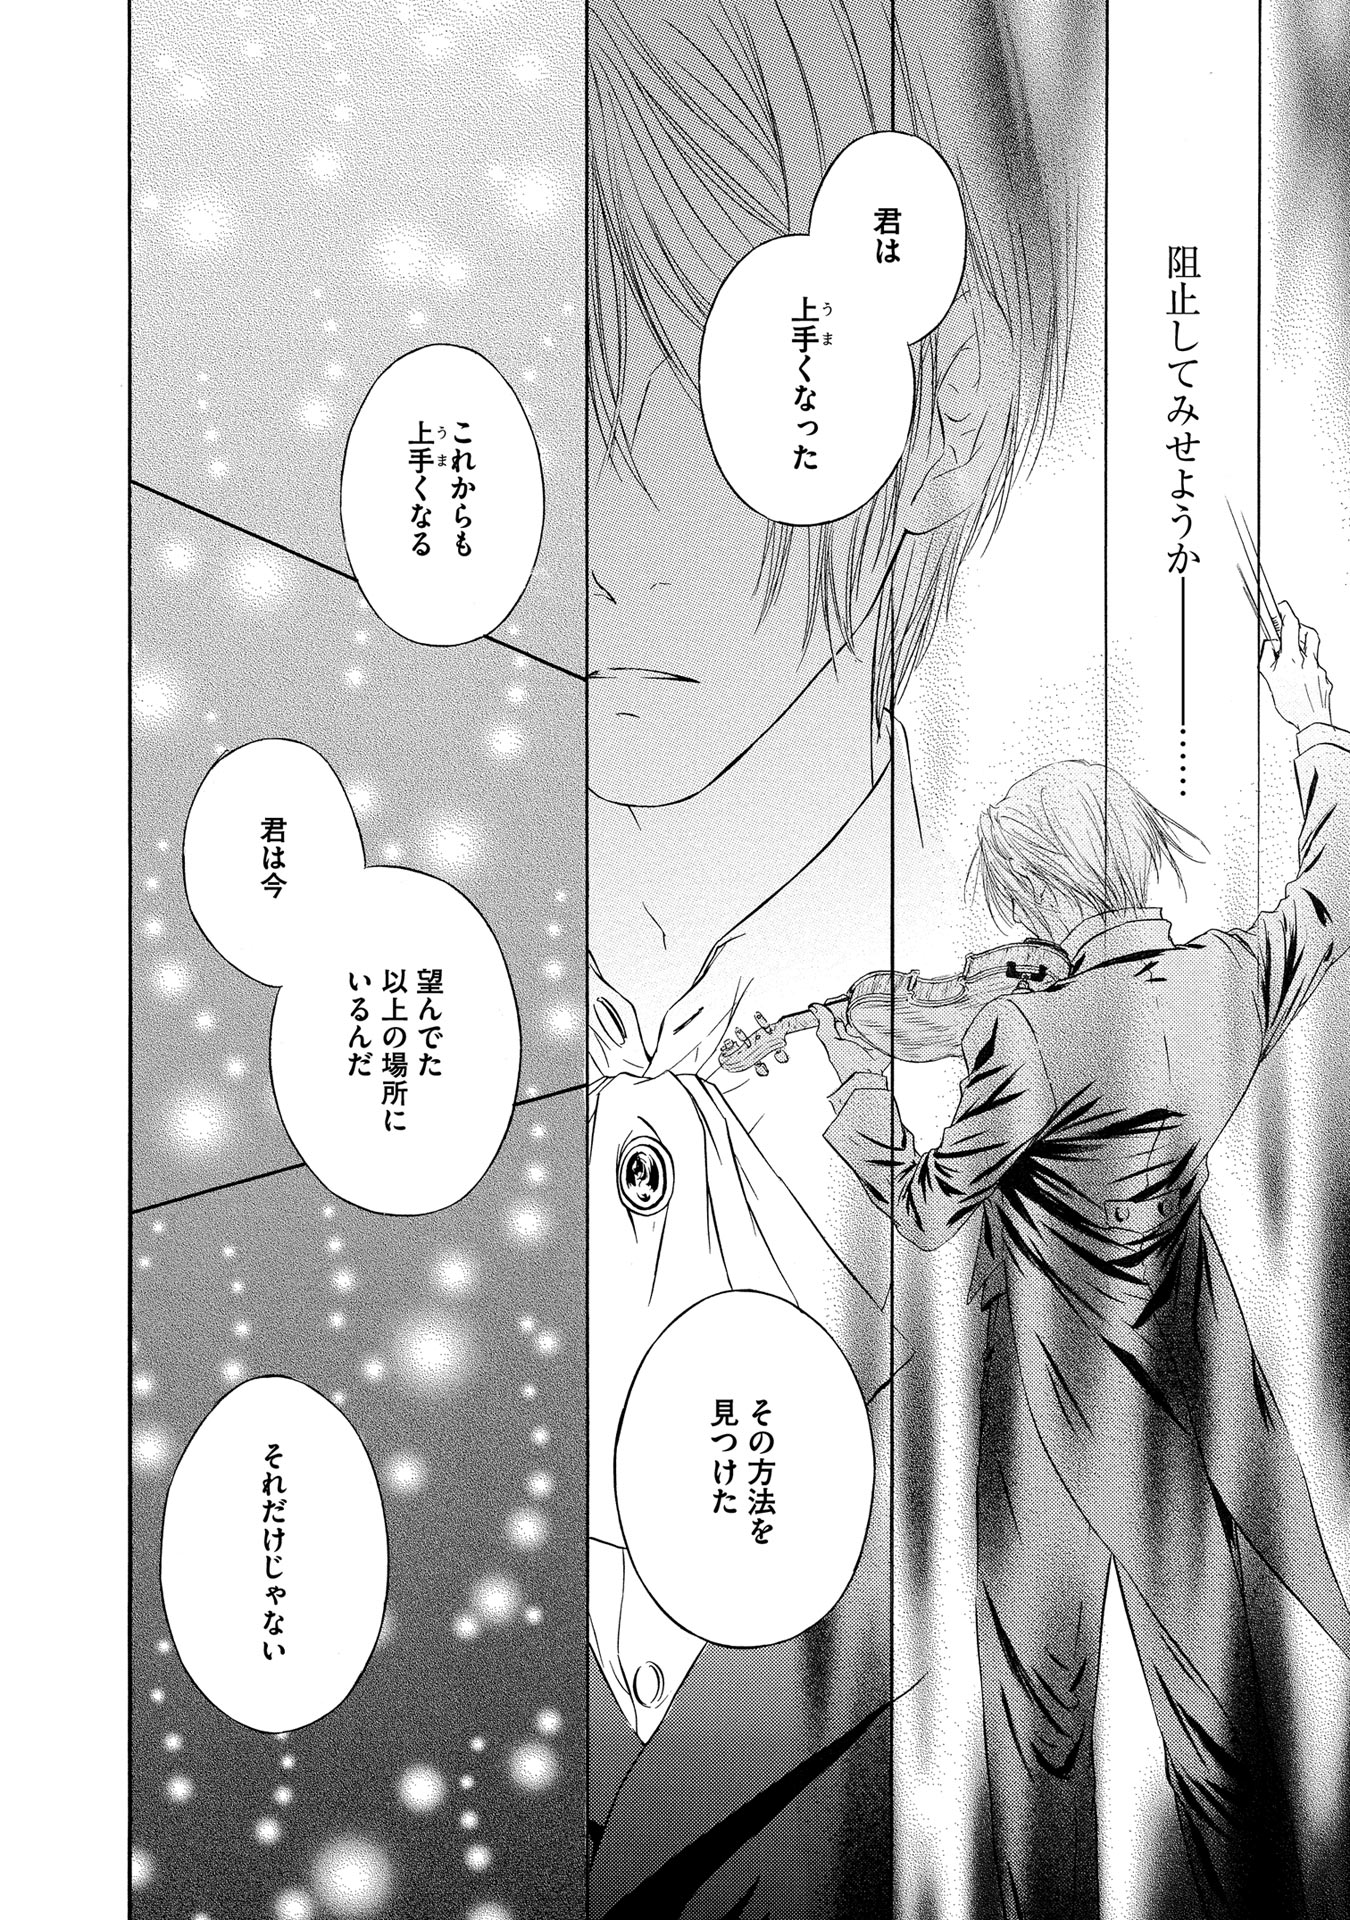 阻止してみせようか――……
君は
上手くなった
その方法を
見つけた
これからも
上手くなる
君は今
望んでた
以上の場所に
いるんだ
それだけじゃない